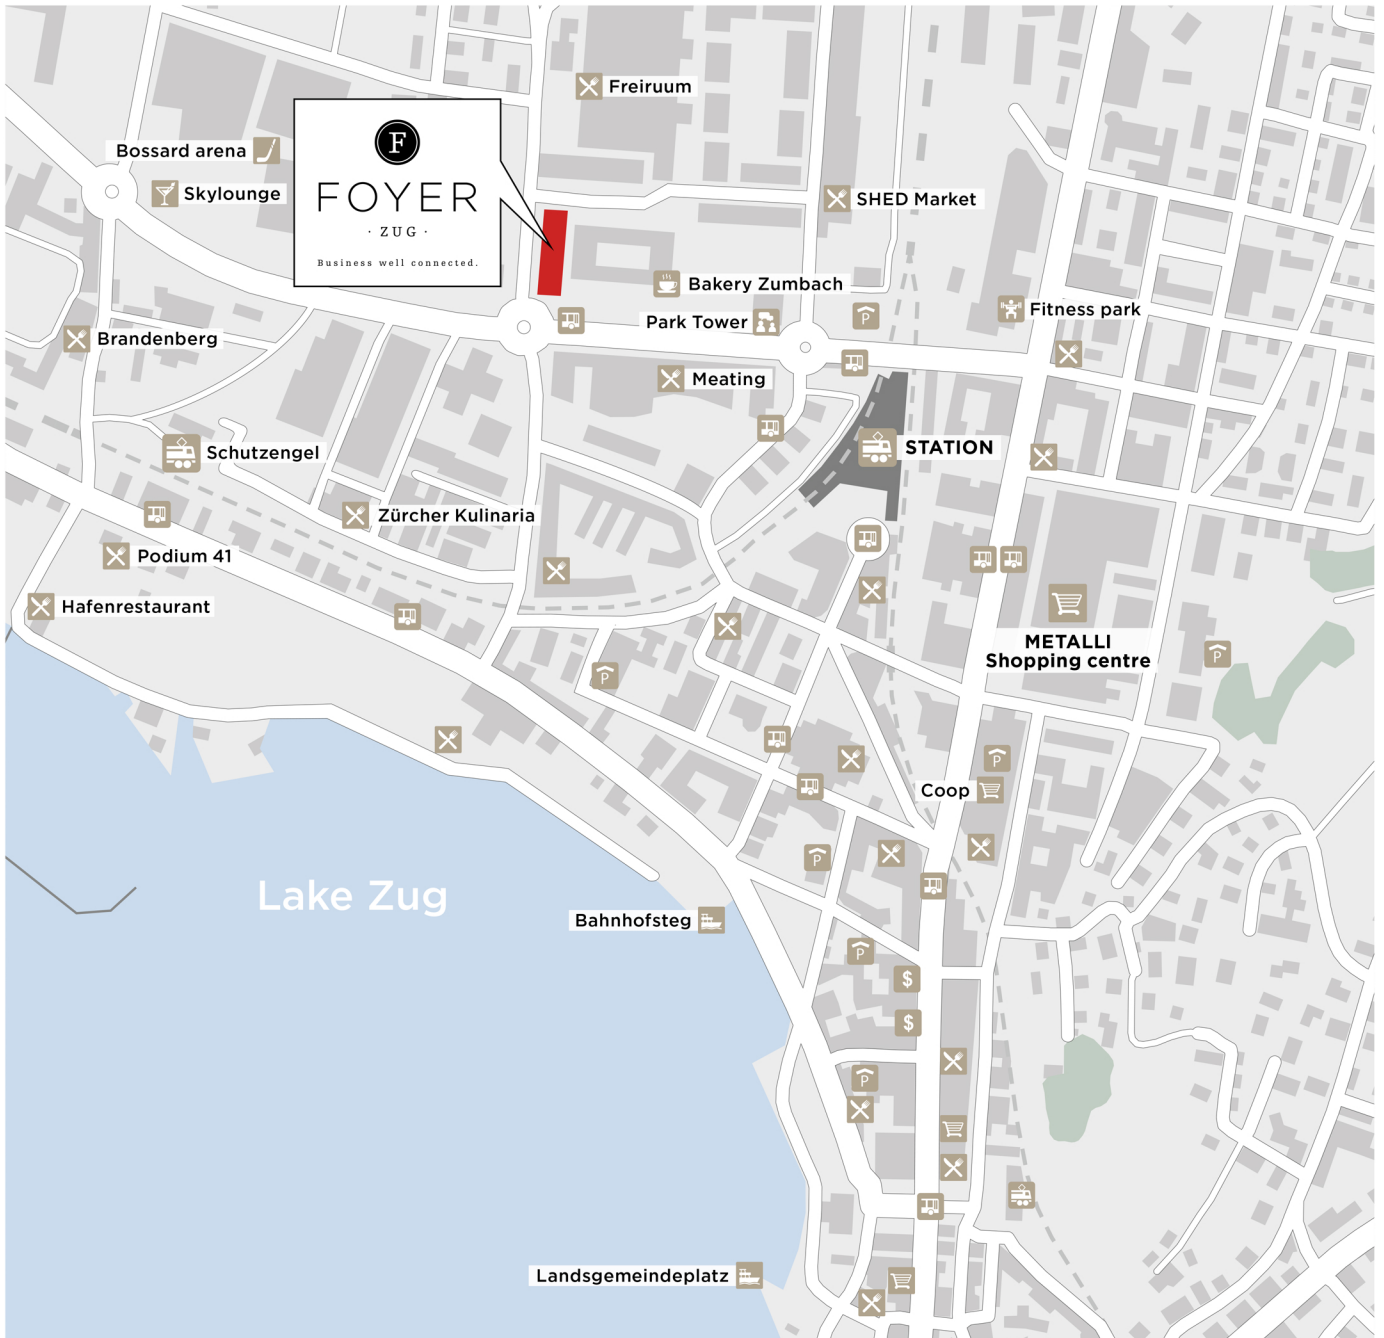 Freiruum
Bossard arena
Skylounge
F
FOYER
· ZUG ·
Business well connected.
SHED Market
Bakery Zumbach
Park Tower
P
Fitness park
Brandenberg
Meating
Schutzengel
STATION
Zürcher Kulinaria
Podium 41
Hafenrestaurant
METALLI
Shopping centre
P
P
P
Coop
P
Lake Zug
Bahnhofsteg
P
$
$
P
Landsgemeindeplatz